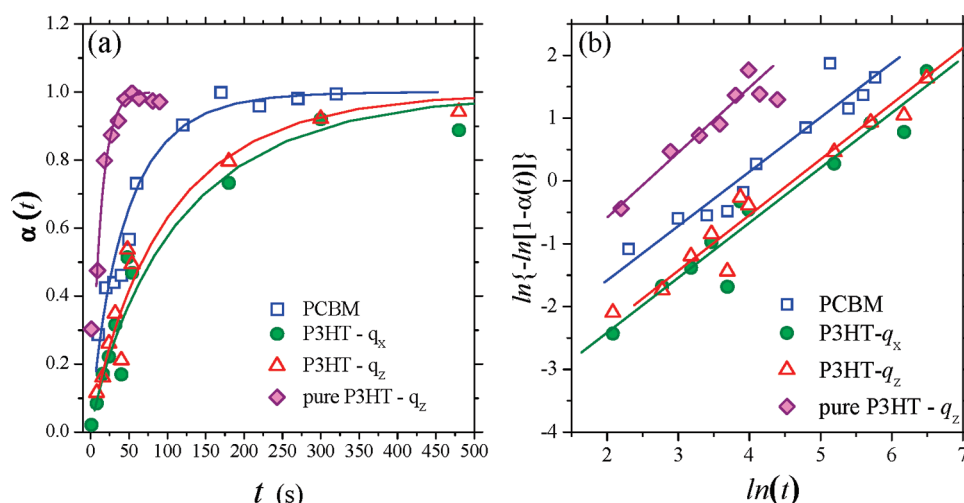 (a)
α(t)
1.2
1.0
0.8
0.6
0.4
0.2
0.0
0 50 100 150 200 250 300 350 400 450 500
t (s)
PCBM
P3HT - qx
P3HT - qz
pure P3HT - qz
(b)
ln{-ln[1-α(t)]}
2
1
0
-1
-2
-3
-4
2 3 4 5 6 7
ln(t)
PCBM
P3HT-qx
P3HT-qz
pure P3HT - qz